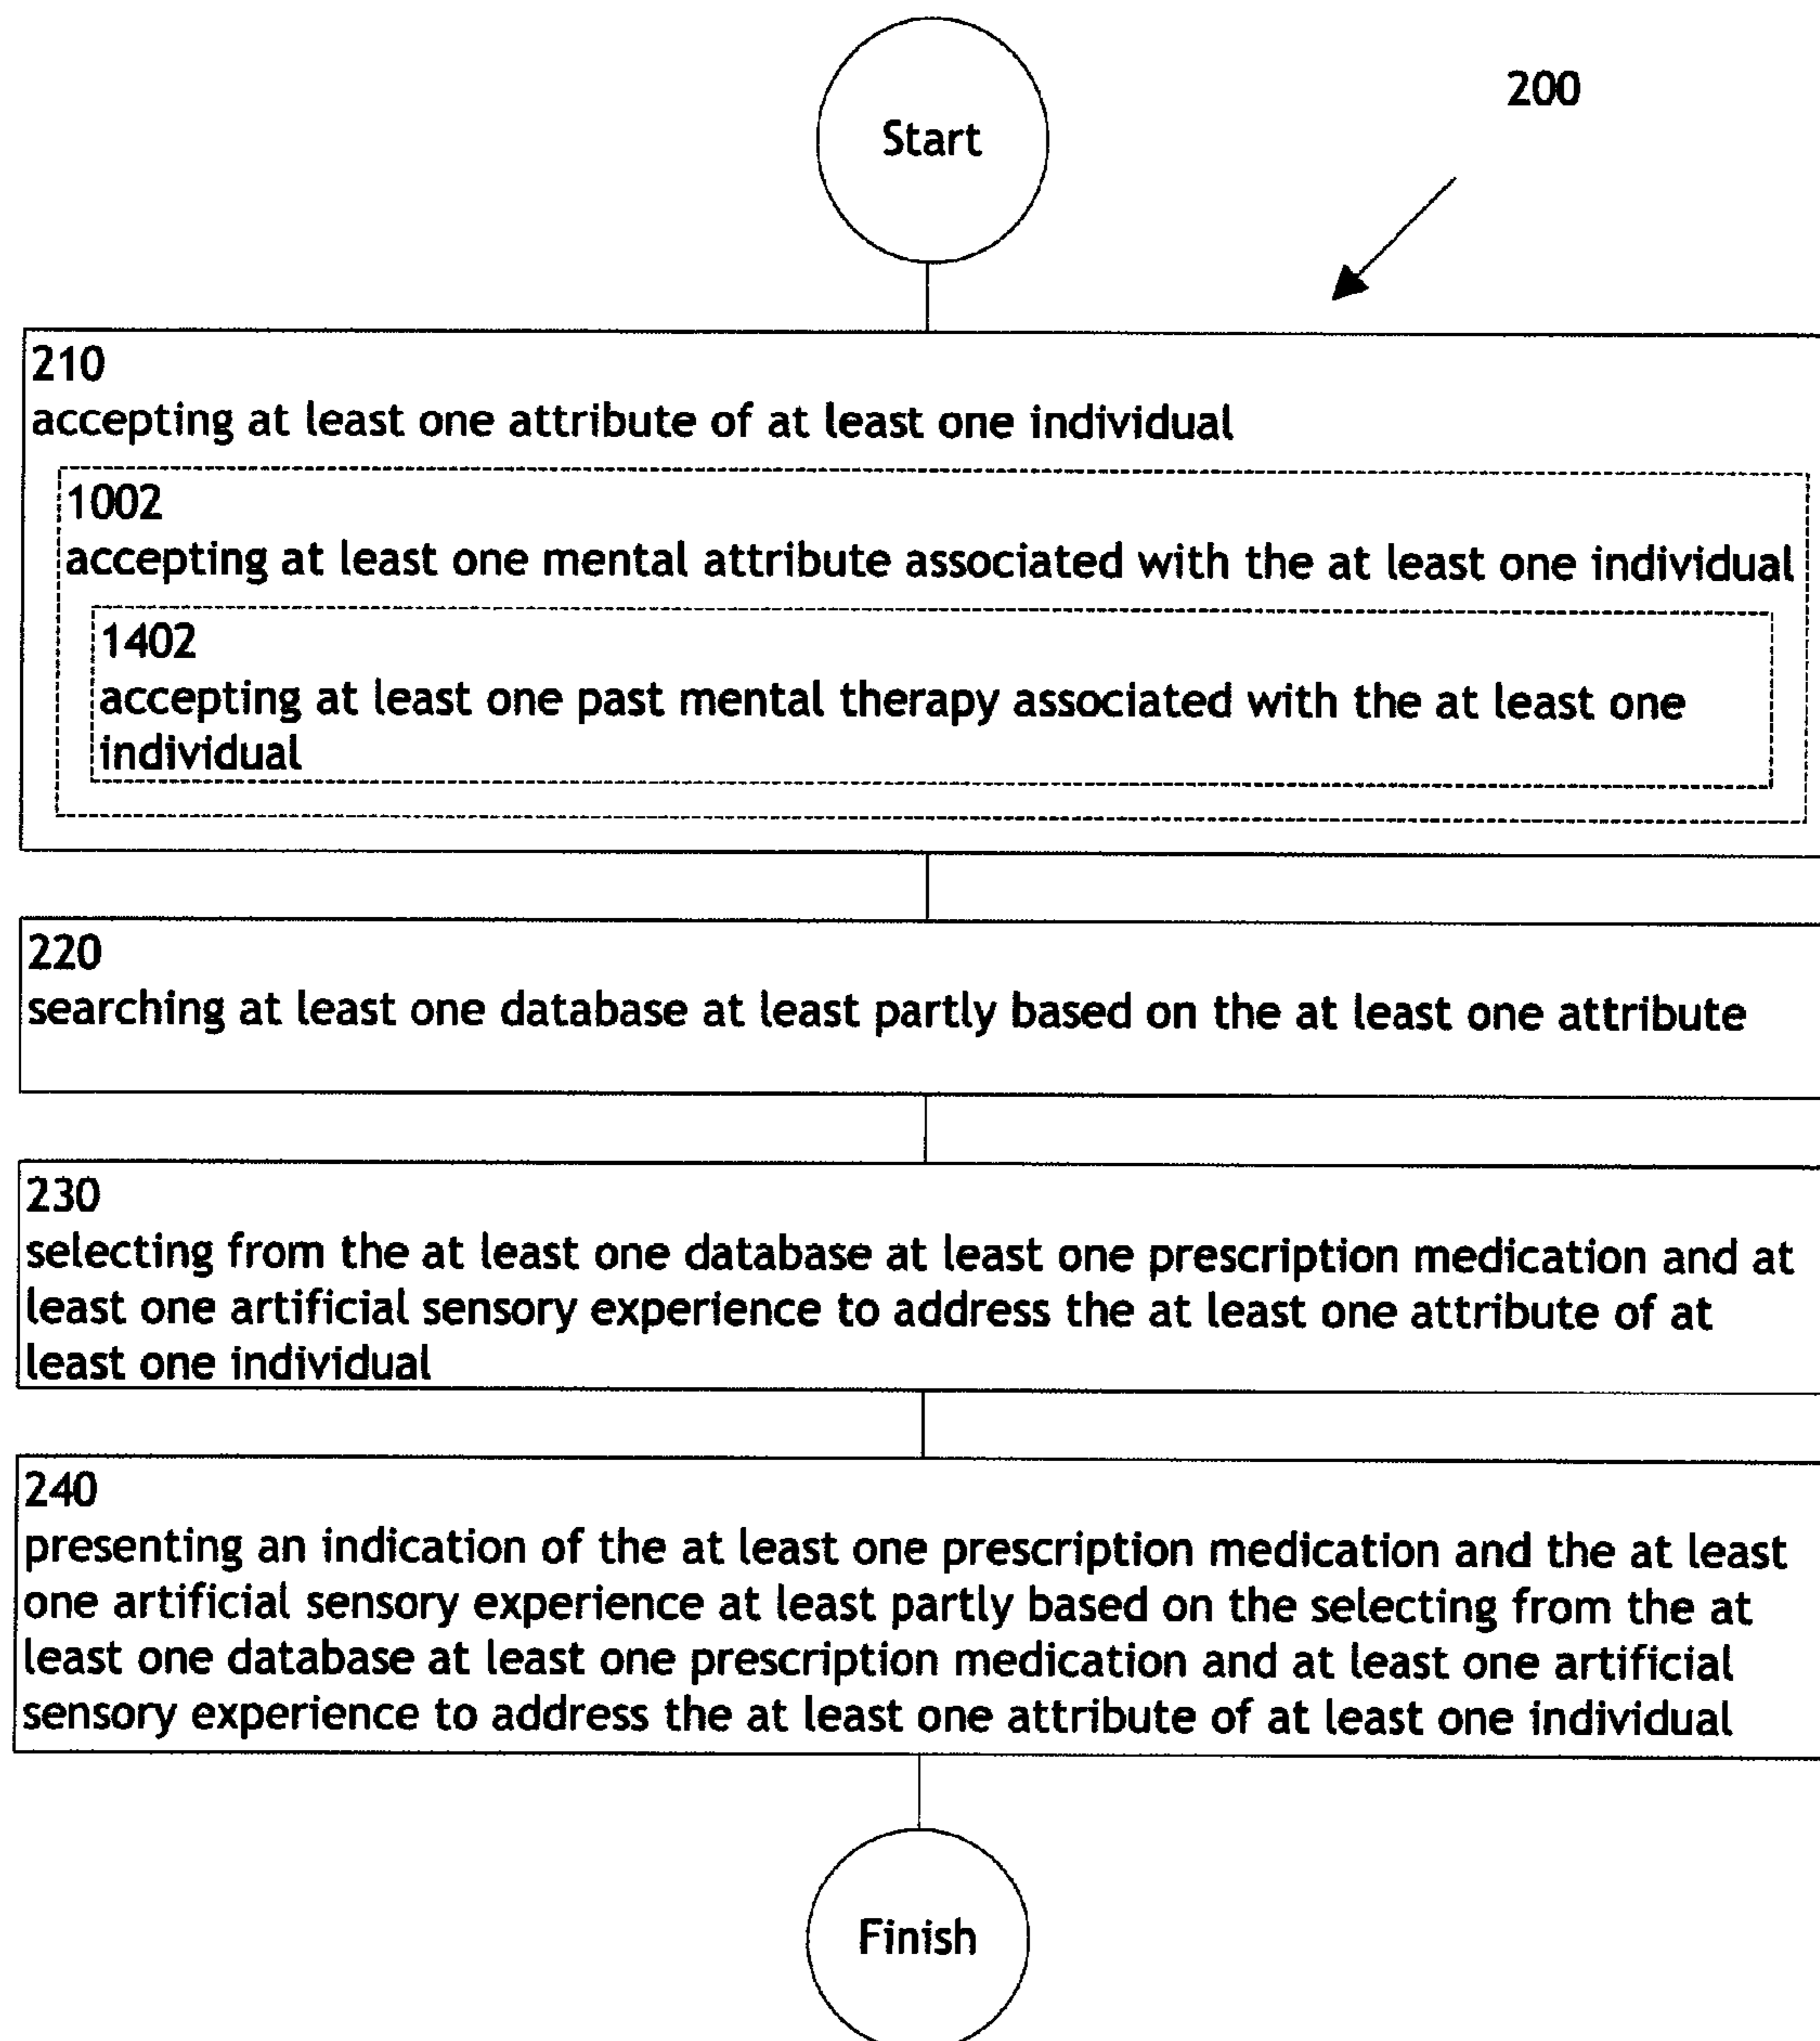 Start
200
210
accepting at least one attribute of at least one individual
1002
accepting at least one mental attribute associated with the at least one individual
1402
accepting at least one past mental therapy associated with the at least one
individual
220
searching at least one database at least partly based on the at least one attribute
230
selecting from the at least one database at least one prescription medication and at
least one artificial sensory experience to address the at least one attribute of at
least one individual
240
presenting an indication of the at least one prescription medication and the at least
one artificial sensory experience at least partly based on the selecting from the at
least one database at least one prescription medication and at least one artificial
sensory experience to address the at least one attribute of at least one individual
Finish